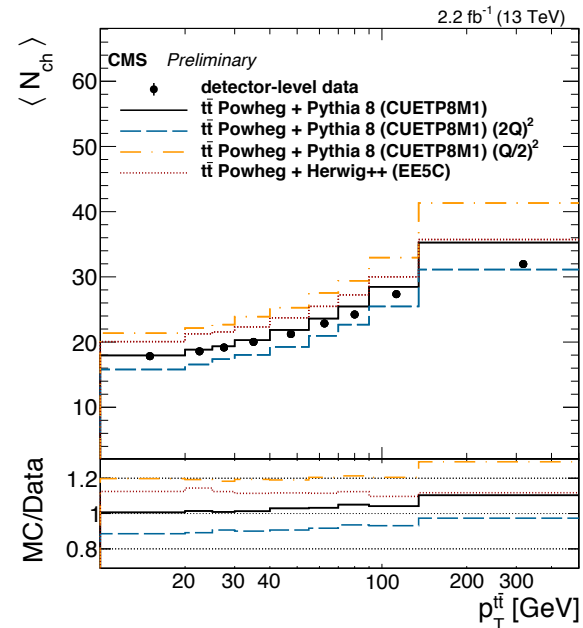 2.2 fb⁻¹ (13 TeV)
⟨ N_ch ⟩
CMS Preliminary
detector-level data
tt̄ Powheg + Pythia 8 (CUETP8M1)
tt̄ Powheg + Pythia 8 (CUETP8M1) (2Q)²
tt̄ Powheg + Pythia 8 (CUETP8M1) (Q/2)²
tt̄ Powheg + Herwig++ (EE5C)
60
50
40
30
20
10
MC/Data
1.2
1
0.8
20 30 40 100 200 300
p_T^tt̄ [GeV]